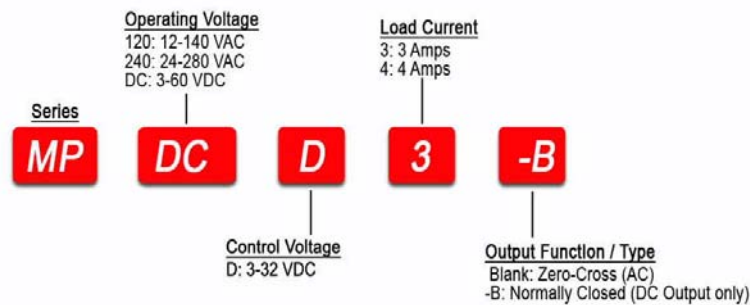 Operating Voltage
120: 12-140 VAC
240: 24-280 VAC
DC: 3-60 VDC
Load Current
3: 3 Amps
4: 4 Amps
Series
MP
DC
D
3
-B
Control Voltage
D: 3-32 VDC
Output Function / Type
Blank: Zero-Cross (AC)
-B: Normally Closed (DC Output only)